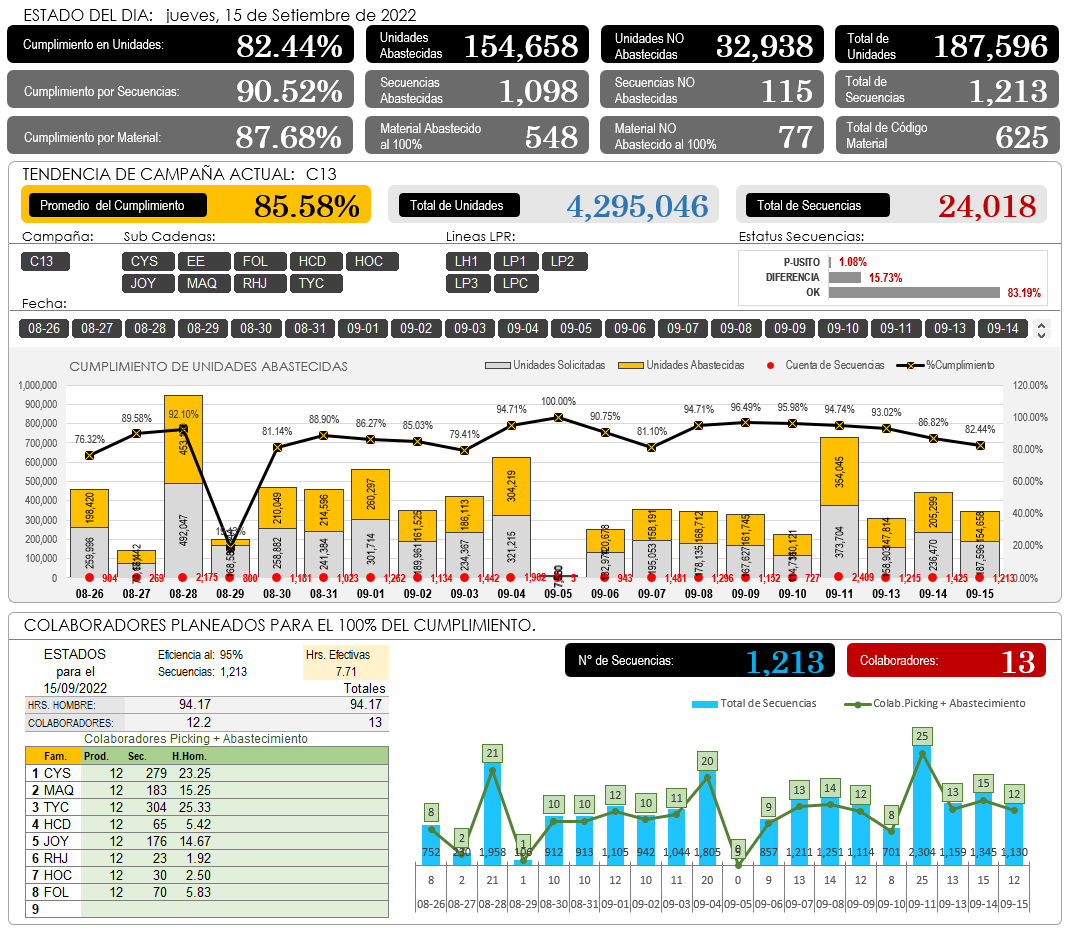 ESTADO DEL DIA: jueves, 15 de Setiembre de 2022
Cumplimiento en Unidades: 82.44%
Unidades Abastecidas 154,658
Unidades NO Abastecidas 32,938
Total de Unidades 187,596
Cumplimiento por Secuencias: 90.52%
Secuencias Abastecidas 1,098
Secuencias NO Abastecidas 115
Total de Secuencias 1,213
Cumplimiento por Material: 87.68%
Material Abastecido al 100% 548
Material NO Abastecido al 100% 77
Total de Código Material 625
TENDENCIA DE CAMPAÑA ACTUAL: C13
Promedio del Cumplimiento 85.58%
Total de Unidades 4,295,046
Total de Secuencias 24,018
Campaña: Sub Cadenas: Lineas LPR: Estatus Secuencias:
C13 CYS EE FOL HCD HOC LH1 LP1 LP2
JOY MAQ RHJ TYC LP3 LPC
P-USITO 1.08%
DIFERENCIA 15.73%
OK 83.19%
Fecha:
08-26 08-27 08-28 08-29 08-30 08-31 09-01 09-02 09-03 09-04 09-05 09-06 09-07 09-08 09-09 09-10 09-11 09-13 09-14
CUMPLIMIENTO DE UNIDADES ABASTECIDAS
Unidades Solicitadas Unidades Abastecidas Cuenta de Secuencias %Cumplimiento
1,000,000 900,000 800,000 700,000 600,000 500,000 400,000 300,000 200,000 100,000 0
120.00% 100.00% 80.00% 60.00% 40.00% 20.00% 0.00%
76.32% 89.58% 92.10% 81.14% 88.90% 86.27% 85.03% 79.41% 94.71% 100.00% 90.75% 81.10% 94.71% 96.49% 95.98% 94.74% 93.02% 86.82% 82.44%
198,420 210,049 214,596 260,297 161,525 186,113 304,219 158,191 168,712 161,745 354,045 147,814 205,299 154,658
259,996 492,047 258,882 241,384 301,714 189,961 234,367 321,215 195,053 178,135 167,627 373,704 158,903 236,470 187,596
904 269 2,175 800 1,181 1,023 1,262 1,134 1,442 1,902 943 1,481 1,296 1,152 727 2,409 1,215 1,425 1,213
08-26 08-27 08-28 08-29 08-30 08-31 09-01 09-02 09-03 09-04 09-05 09-06 09-07 09-08 09-09 09-10 09-11 09-13 09-14 09-15
COLABORADORES PLANEADOS PARA EL 100% DEL CUMPLIMIENTO.
ESTADOS para el 15/09/2022
Eficiencia al: 95%
Secuencias: 1,213
Hrs. Efectivas
7.71
Totales
HRS. HOMBRE: 94.17 94.17
COLABORADORES: 12.2 13
Colaboradores Picking + Abastecimiento
Fam. Prod. Sec. H.Hom.
1 CYS 12 279 23.25
2 MAQ 12 183 15.25
3 TYC 12 304 25.33
4 HCD 12 65 5.42
5 JOY 12 176 14.67
6 RHJ 12 23 1.92
7 HOC 12 30 2.50
8 FOL 12 70 5.83
9
N° de Secuencias: 1,213
Colaboradores: 13
Total de Secuencias Colab.Picking + Abastecimiento
8 2 21 1 10 10 12 10 11 20 0 9 13 14 12 8 25 13 15 12
752 1,958 912 913 1,105 942 1,044 1,805 857 1,211 1,251 1,114 701 2,304 1,159 1,345 1,130
8 2 21 1 10 10 12 10 11 20 0 9 13 14 12 8 25 13 15 12
08-26 08-27 08-28 08-29 08-30 08-31 09-01 09-02 09-03 09-04 09-05 09-06 09-07 09-08 09-09 09-10 09-11 09-13 09-14 09-15